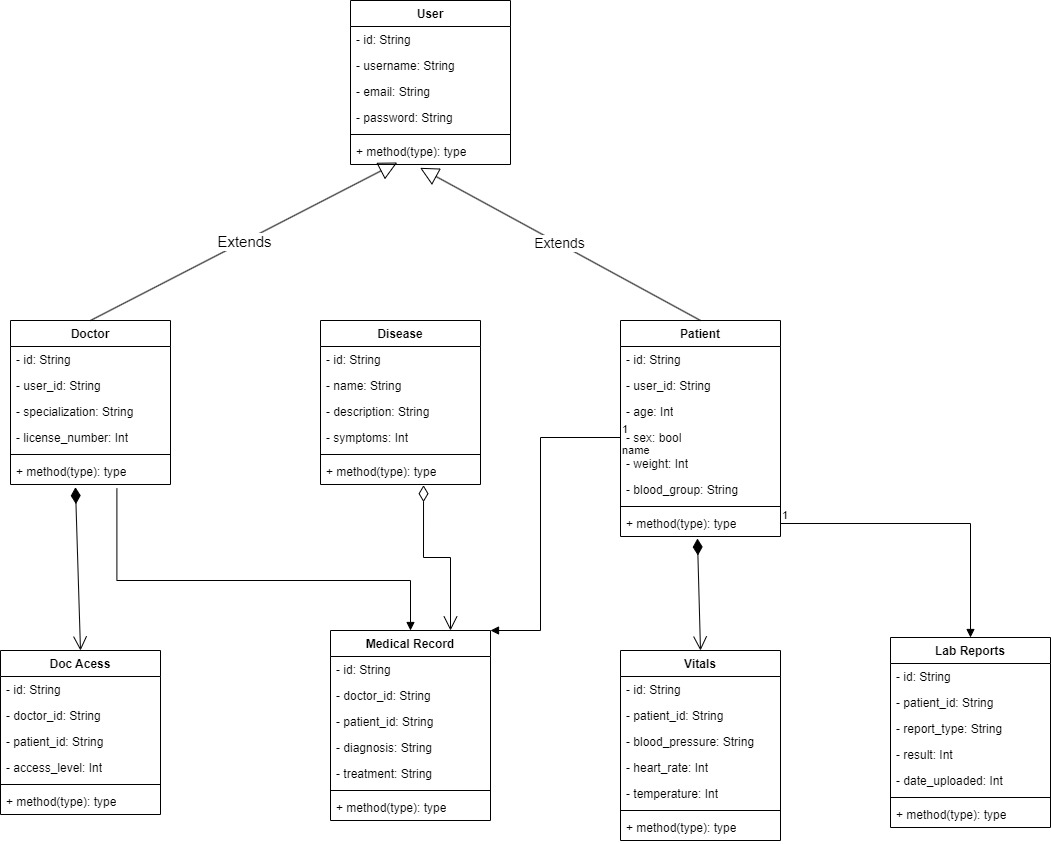 User
- id: String
- username: String
- email: String
- password: String
+ method(type): type
Extends
Extends
Doctor
- id: String
- user_id: String
- specialization: String
- license_number: Int
+ method(type): type
Disease
- id: String
- name: String
- description: String
- symptoms: Int
+ method(type): type
Patient
- id: String
- user_id: String
- age: Int
1
- sex: bool
name
- weight: Int
- blood_group: String
+ method(type): type
1
Doc Acess
- id: String
- doctor_id: String
- patient_id: String
- access_level: Int
+ method(type): type
Medical Record
- id: String
- doctor_id: String
- patient_id: String
- diagnosis: String
- treatment: String
+ method(type): type
Vitals
- id: String
- patient_id: String
- blood_pressure: String
- heart_rate: Int
- temperature: Int
+ method(type): type
Lab Reports
- id: String
- patient_id: String
- report_type: String
- result: Int
- date_uploaded: Int
+ method(type): type